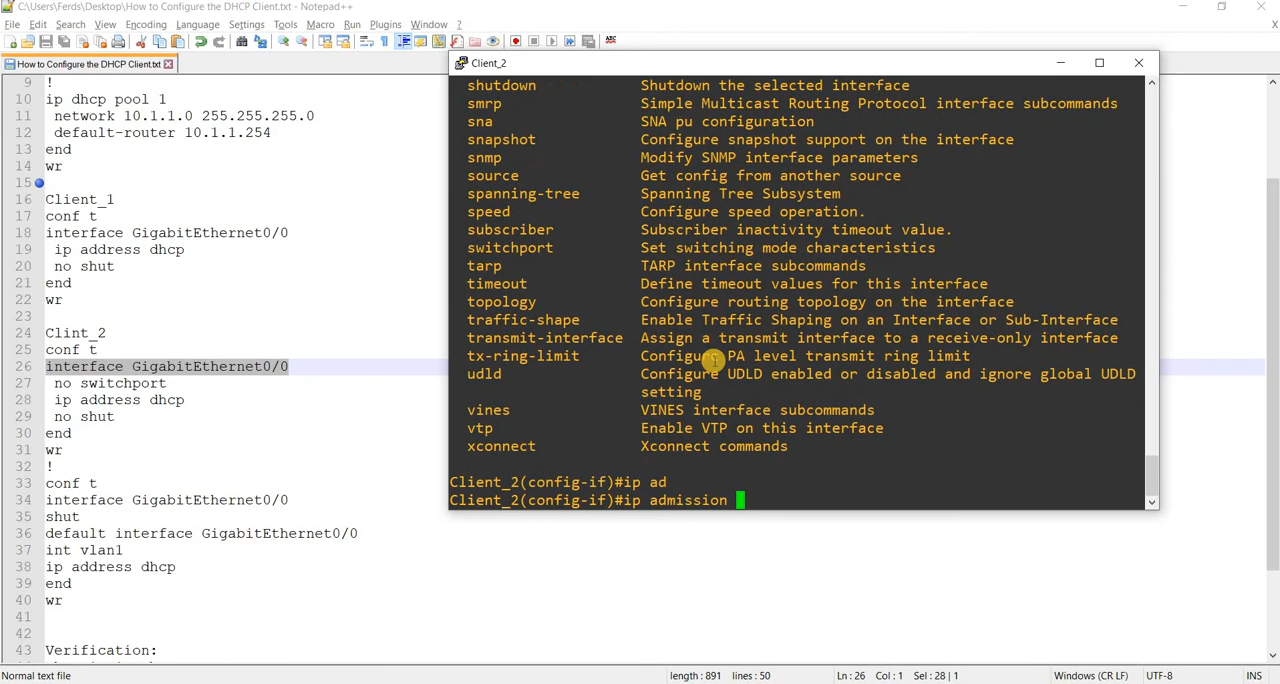 C:\Users\Ferds\Desktop\How to Configure the DHCP Client.txt - Notepad++
File Edit Search View Encoding Language Settings Tools Macro Run Plugins Window ?
X
ABC
How to Configure the DHCP Client.txt
9 !
10 ip dhcp pool 1
11 network 10.1.1.0 255.255.255.0
12 default-router 10.1.1.254
13 end
14 wr
15
16 Client_1
17 conf t
18 interface GigabitEthernet0/0
19 ip address dhcp
20 no shut
21 end
22 wr
23
24 Clint_2
25 conf t
26 interface GigabitEthernet0/0
27 no switchport
28 ip address dhcp
29 no shut
30 end
31 wr
32 !
33 conf t
34 interface GigabitEthernet0/0
35 shut
36 default interface GigabitEthernet0/0
37 int vlan1
38 ip address dhcp
39 end
40 wr
41
42
43 Verification:
Client_2
shutdown Shutdown the selected interface
smrp Simple Multicast Routing Protocol interface subcommands
sna SNA pu configuration
snapshot Configure snapshot support on the interface
snmp Modify SNMP interface parameters
source Get config from another source
spanning-tree Spanning Tree Subsystem
speed Configure speed operation.
subscriber Subscriber inactivity timeout value.
switchport Set switching mode characteristics
tarp TARP interface subcommands
timeout Define timeout values for this interface
topology Configure routing topology on the interface
traffic-shape Enable Traffic Shaping on an Interface or Sub-Interface
transmit-interface Assign a transmit interface to a receive-only interface
tx-ring-limit Configure PA level transmit ring limit
udld Configure UDLD enabled or disabled and ignore global UDLD
setting
vines VINES interface subcommands
vtp Enable VTP on this interface
xconnect Xconnect commands
Client_2(config-if)#ip ad
Client_2(config-if)#ip admission
Normal text file length : 891 lines : 50 Ln : 26 Col : 1 Sel : 28 | 1 Windows (CR LF) UTF-8 INS